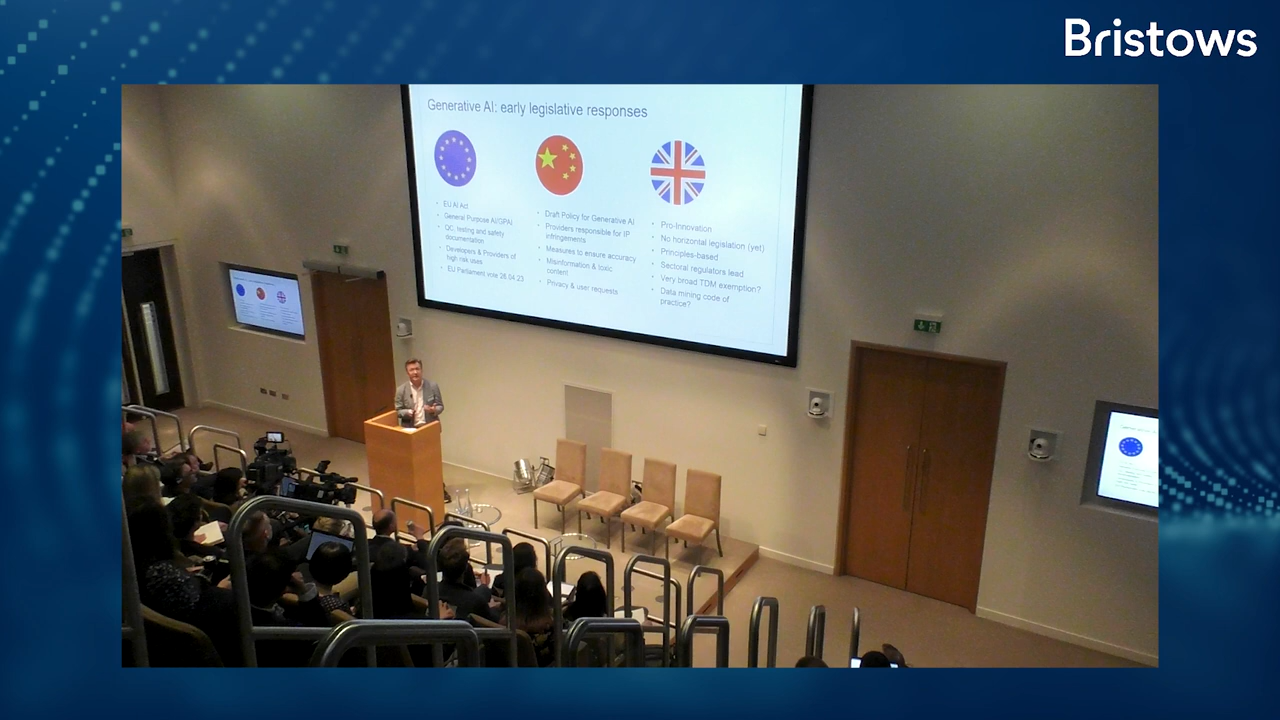 Bristows
Generative AI: early legislative responses
EU AI Act
General Purpose AI/GPAI
QC, testing and safety
documentation
Developers & Providers of
high risk uses
EU Parliament vote 26.04.23
Draft Policy for Generative AI
Providers responsible for IP
infringements
Measures to ensure accuracy
Misinformation & toxic
content
Privacy & user requests
Pro-Innovation
No horizontal legislation (yet)
Principles-based
Sectoral regulators lead
Very broad TDM exemption?
Data mining code of
practice?